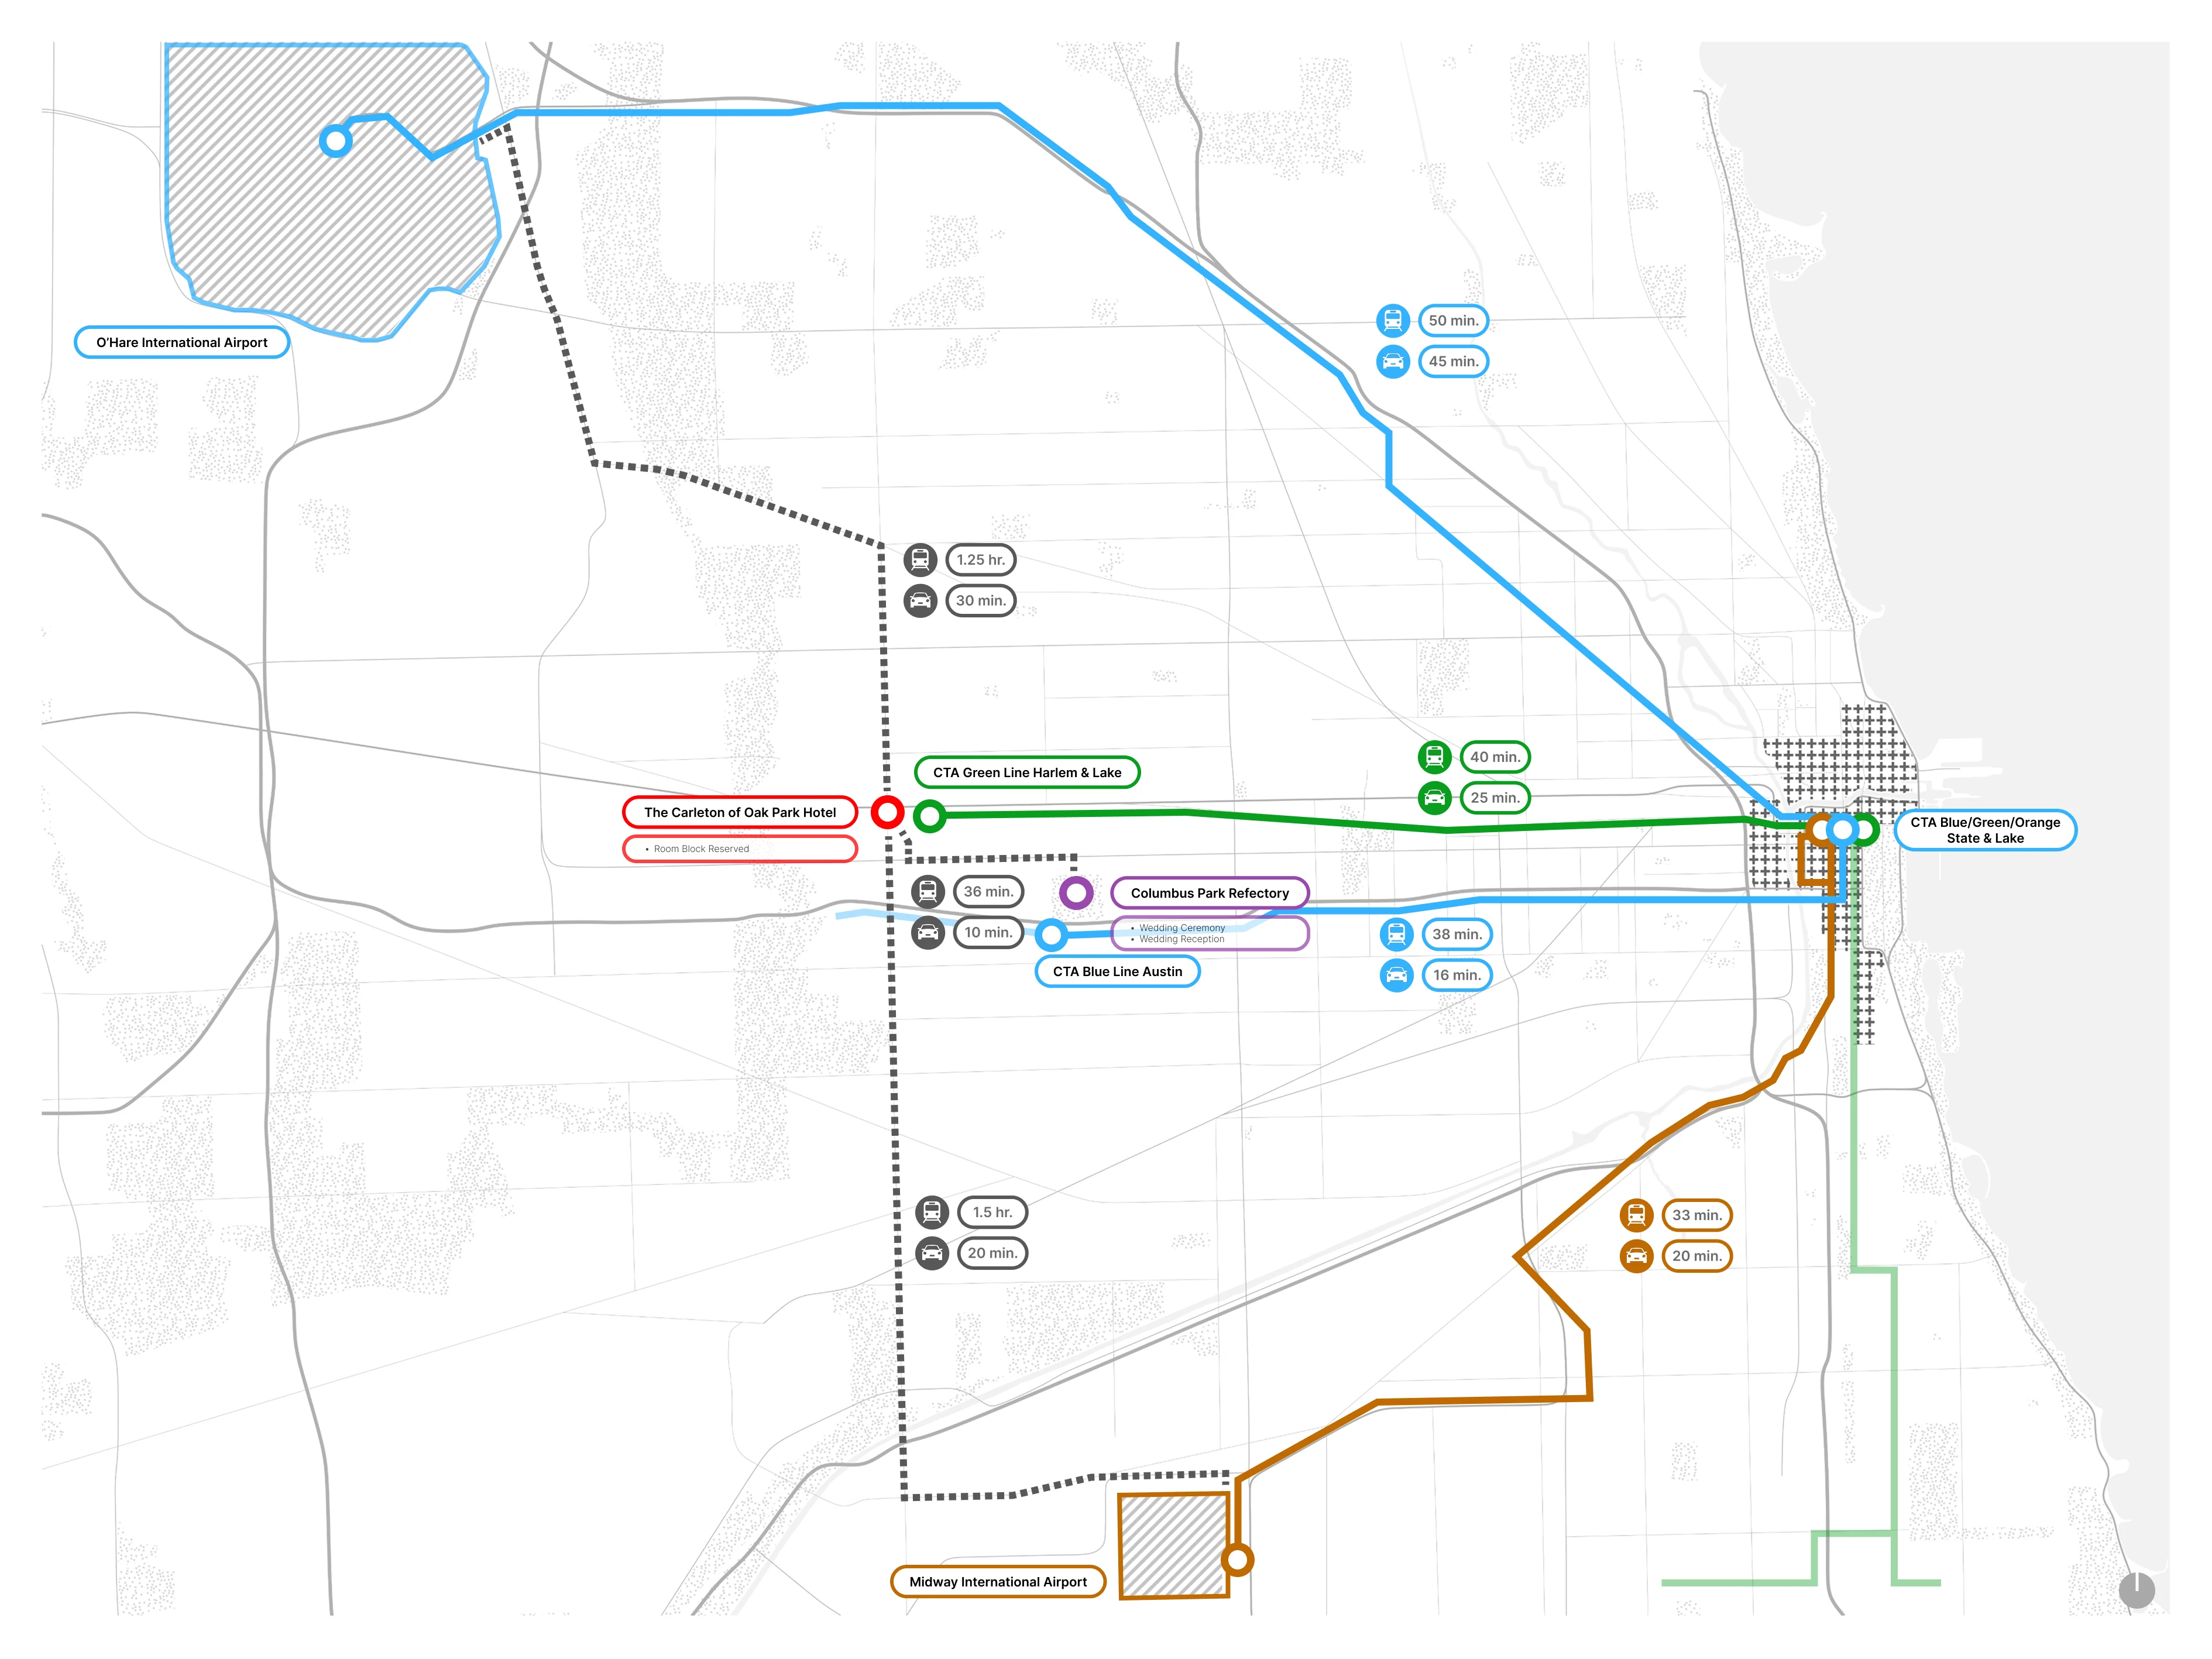 O'Hare International Airport
50 min.
45 min.
1.25 hr.
30 min.
CTA Green Line Harlem & Lake
40 min.
25 min.
The Carleton of Oak Park Hotel
• Room Block Reserved
CTA Blue/Green/Orange
State & Lake
36 min.
10 min.
Columbus Park Refectory
• Wedding Ceremony
• Wedding Reception
CTA Blue Line Austin
38 min.
16 min.
1.5 hr.
20 min.
33 min.
20 min.
Midway International Airport